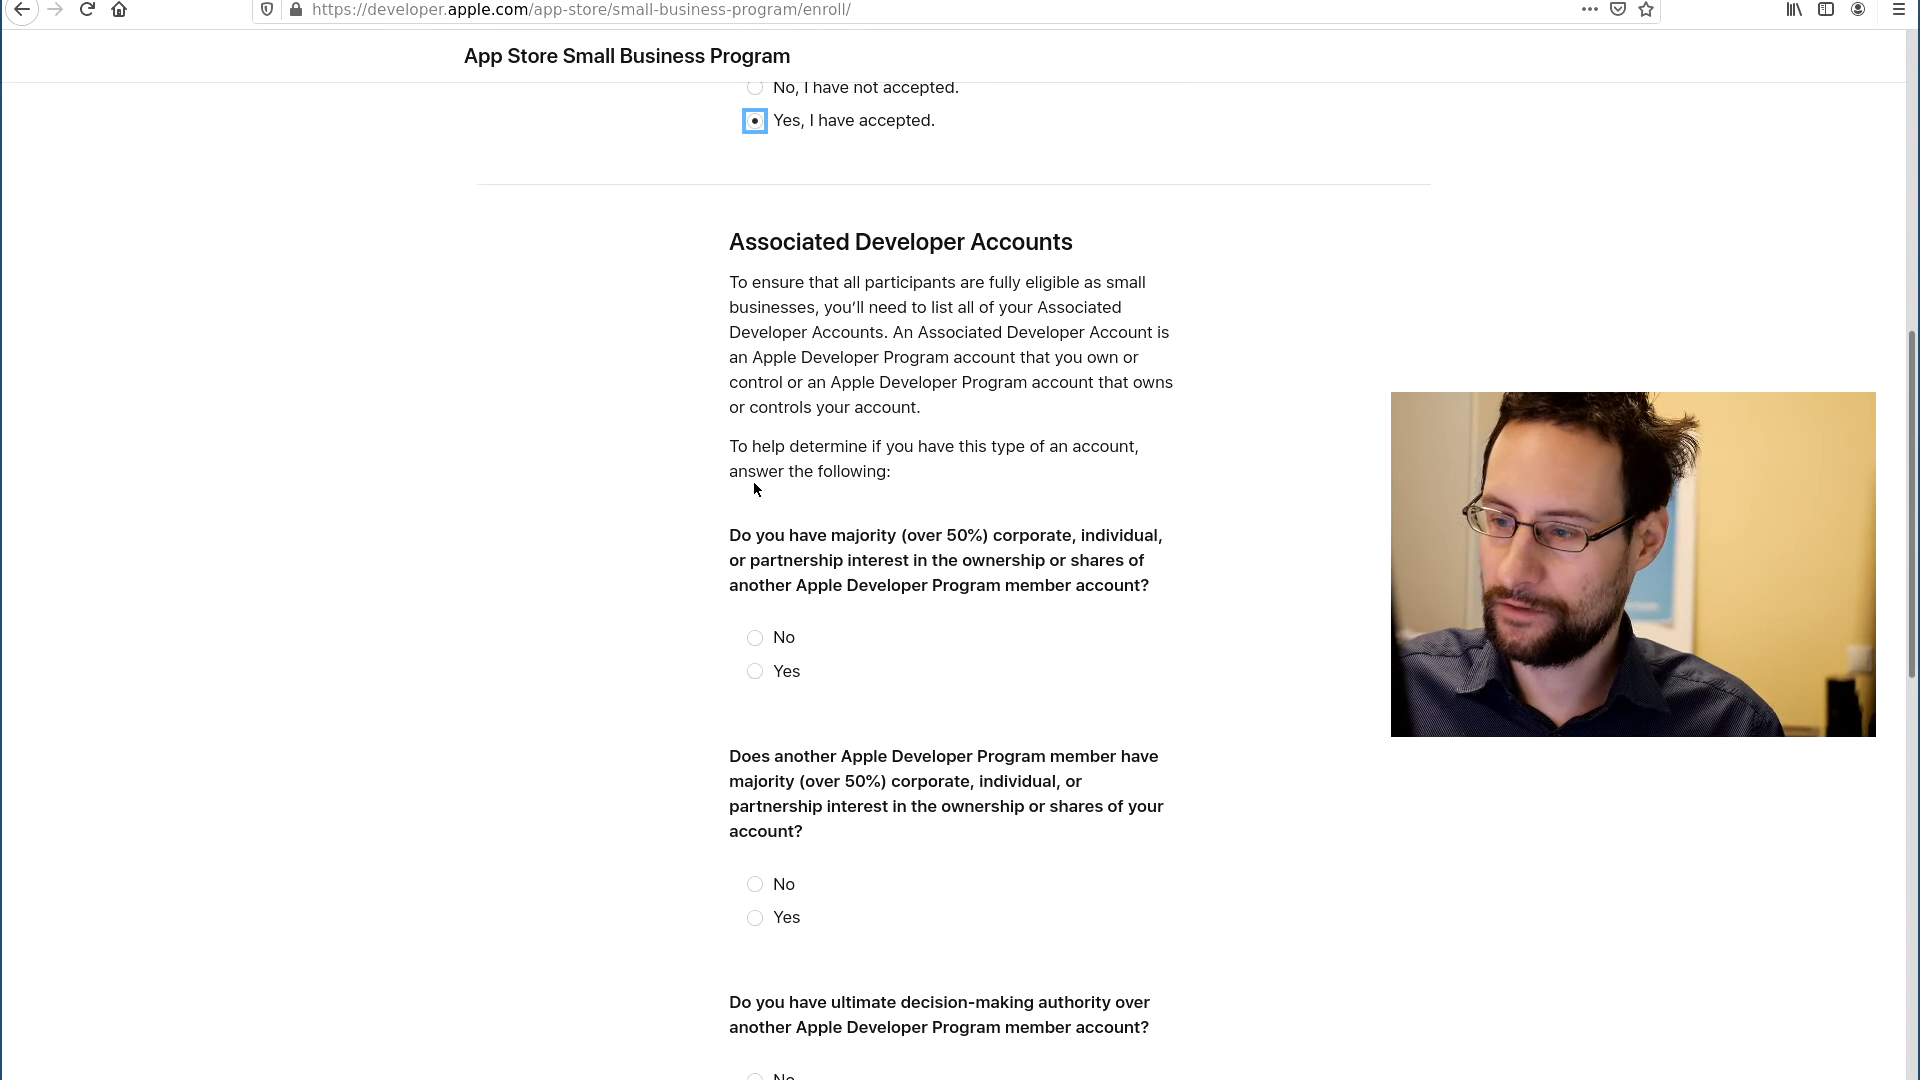 https://developer.apple.com/app-store/small-business-program/enroll/
App Store Small Business Program
No, I have not accepted.
Yes, I have accepted.
Associated Developer Accounts
To ensure that all participants are fully eligible as small
businesses, you’ll need to list all of your Associated
Developer Accounts. An Associated Developer Account is
an Apple Developer Program account that you own or
control or an Apple Developer Program account that owns
or controls your account.
To help determine if you have this type of an account,
answer the following:
Do you have majority (over 50%) corporate, individual,
or partnership interest in the ownership or shares of
another Apple Developer Program member account?
No
Yes
Does another Apple Developer Program member have
majority (over 50%) corporate, individual, or
partnership interest in the ownership or shares of your
account?
No
Yes
Do you have ultimate decision-making authority over
another Apple Developer Program member account?
No